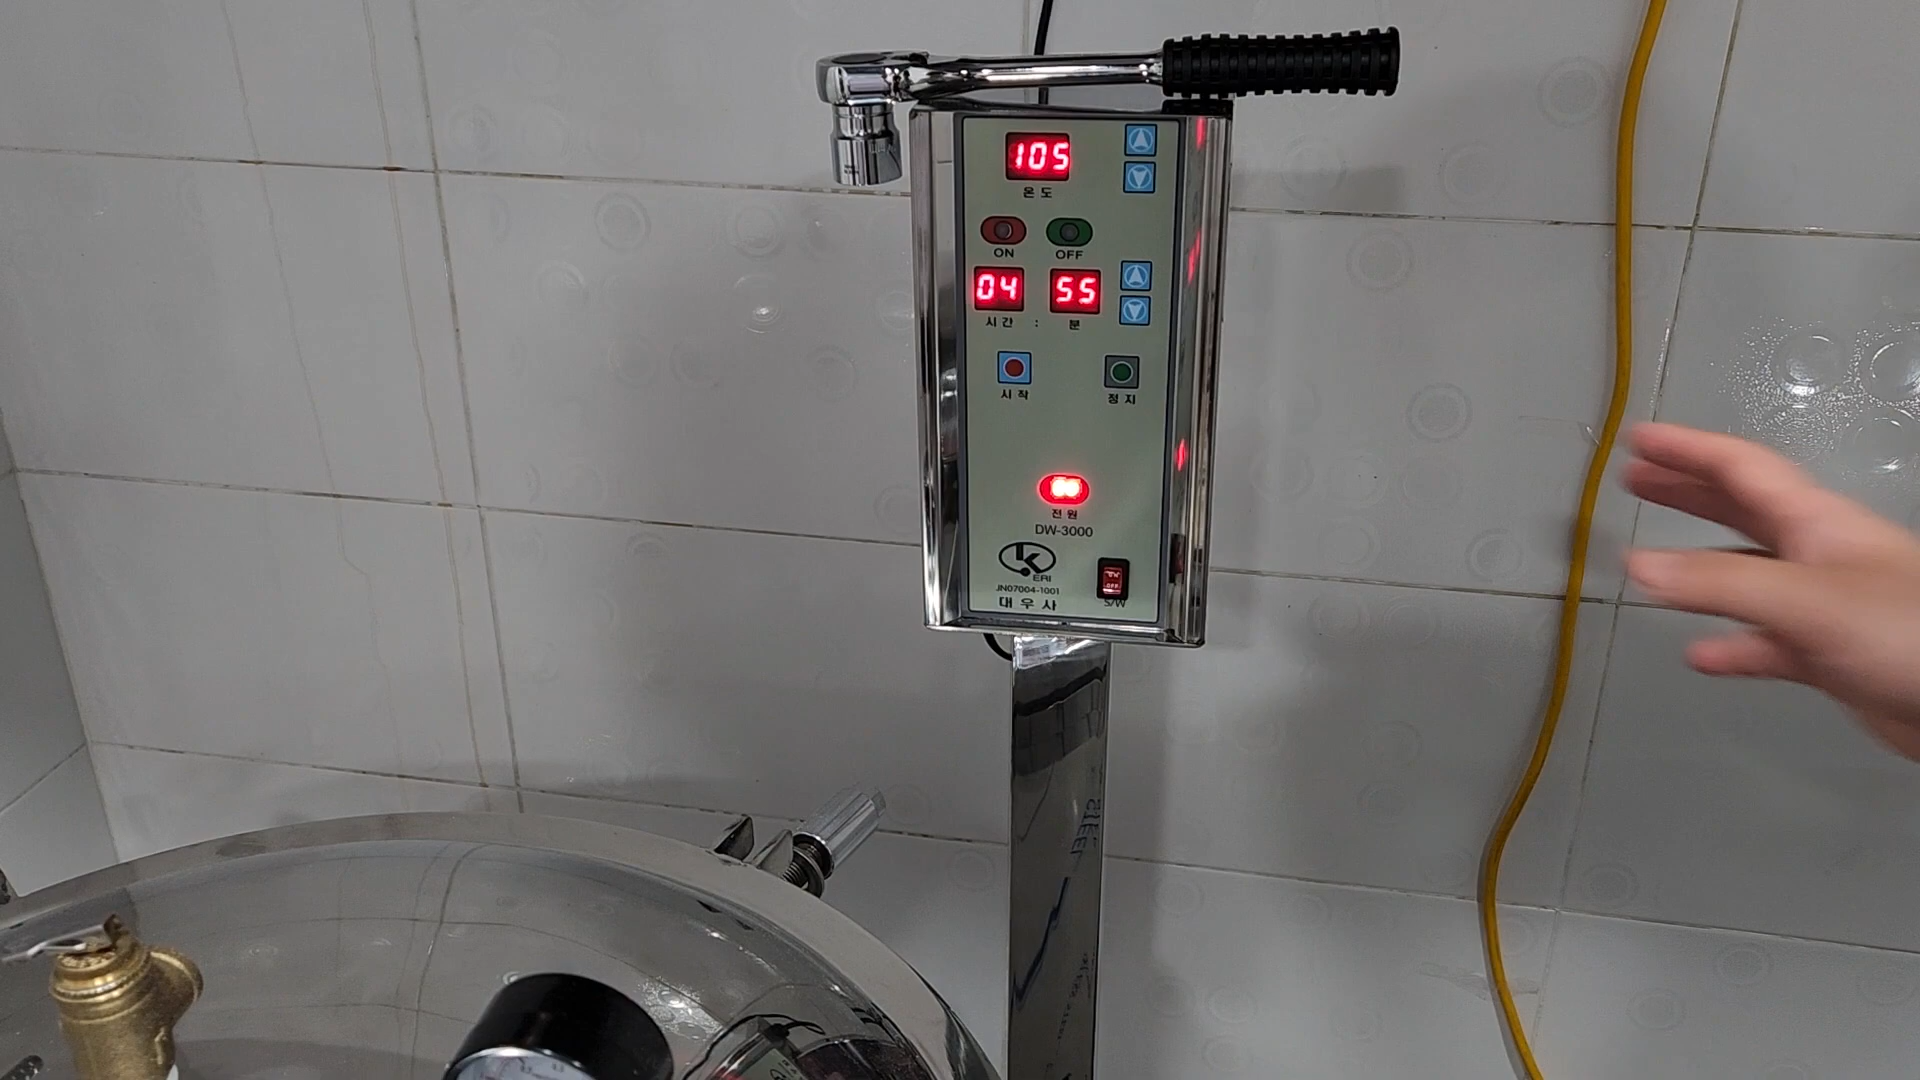 105
온도
ON OFF
04 55
시간 : 분
시작 정지
전원
DW-3000
ERI
JN07004-1001
대우사
S/W
OFF